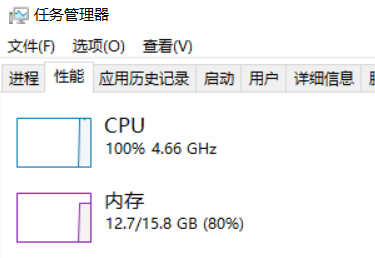 任务管理器
文件(F) 选项(O) 查看(V)
进程 性能 应用历史记录 启动 用户 详细信息
CPU
100% 4.66 GHz
内存
12.7/15.8 GB (80%)